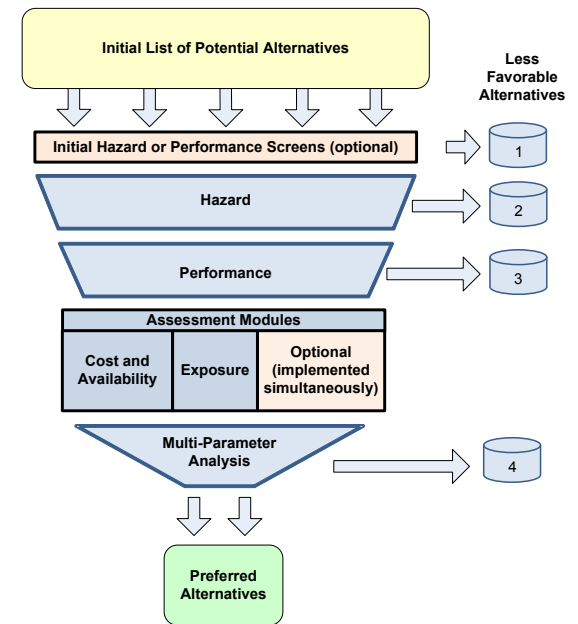 Initial List of Potential Alternatives
Less
Favorable
Alternatives
Initial Hazard or Performance Screens (optional)
1
Hazard
2
Performance
3
Assessment Modules
Cost and
Availability
Exposure
Optional
(implemented
simultaneously)
Multi-Parameter
Analysis
4
Preferred
Alternatives